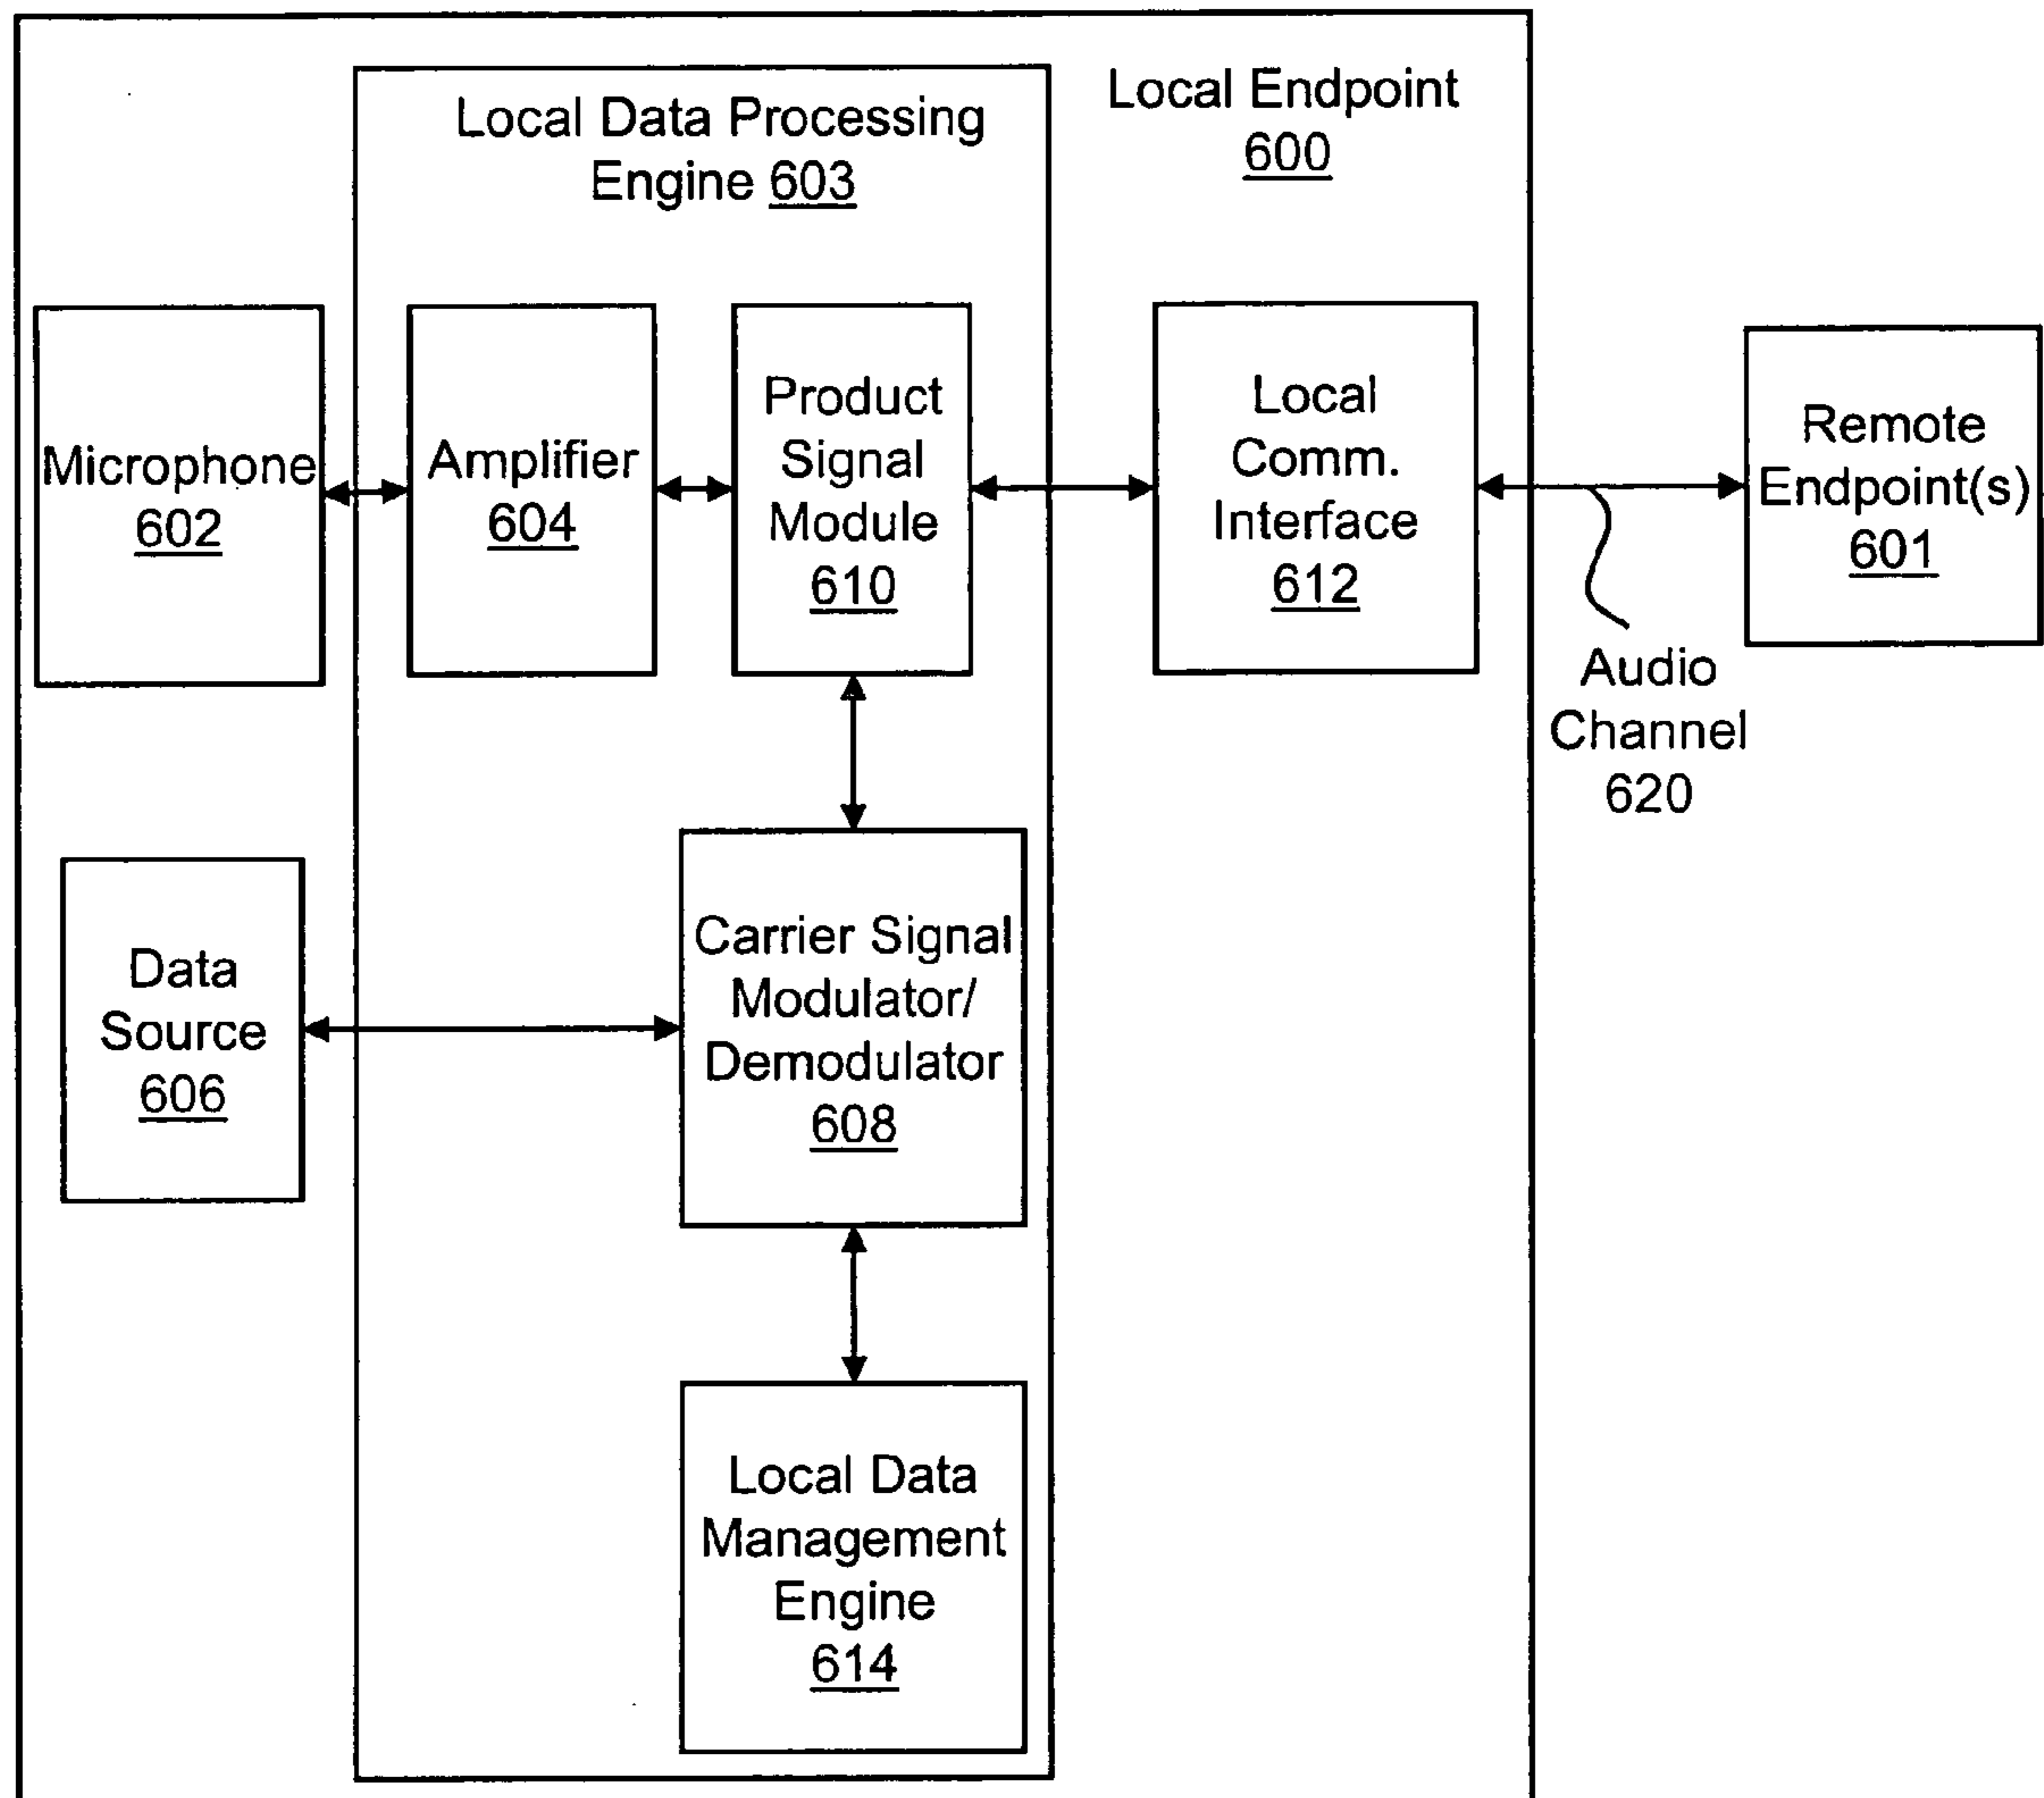 Local Data Processing
Engine 603
Local Endpoint
600
Microphone
602
Amplifier
604
Product
Signal
Module
610
Local
Comm.
Interface
612
Remote
Endpoint(s)
601
Audio
Channel
620
Data
Source
606
Carrier Signal
Modulator/
Demodulator
608
Local Data
Management
Engine
614